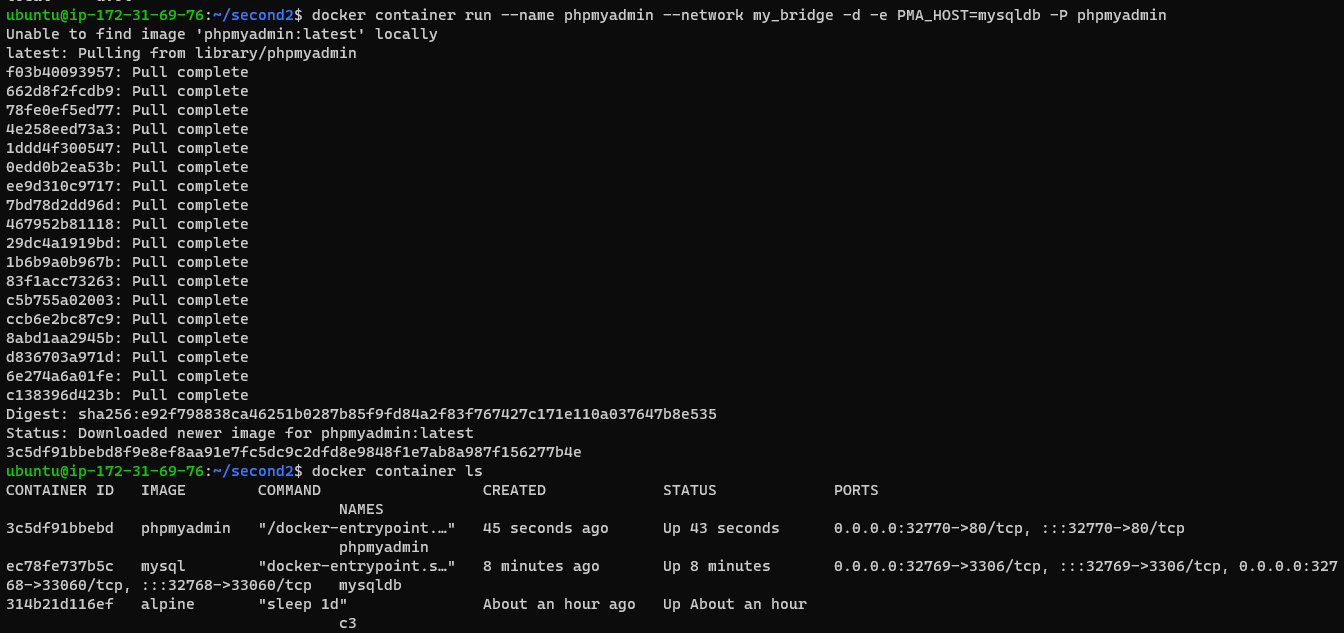 ubuntu@ip-172-31-69-76:~/second2$ docker container run --name phpmyadmin --network my_bridge -d -e PMA_HOST=mysqldb -P phpmyadmin
Unable to find image 'phpmyadmin:latest' locally
latest: Pulling from library/phpmyadmin
f03b40093957: Pull complete
662d8f2fcdb9: Pull complete
78fe0ef5ed77: Pull complete
4e258eed73a3: Pull complete
1ddd4f300547: Pull complete
0edd0b2ea53b: Pull complete
ee9d310c9717: Pull complete
7bd78d2dd96d: Pull complete
467952b81118: Pull complete
29dc4a1919bd: Pull complete
1b6b9a0b967b: Pull complete
83f1acc73263: Pull complete
c5b755a02003: Pull complete
ccb6e2bc87c9: Pull complete
8abd1aa2945b: Pull complete
d836703a971d: Pull complete
6e274a6a01fe: Pull complete
c138396d423b: Pull complete
Digest: sha256:e92f798838ca46251b0287b85f9fd84a2f83f767427c171e110a037647b8e535
Status: Downloaded newer image for phpmyadmin:latest
3c5df91bbebd8f9e8ef8aa91e7fc5dc9c2dfd8e9848f1e7ab8a987f156277b4e
ubuntu@ip-172-31-69-76:~/second2$ docker container ls
CONTAINER ID   IMAGE        COMMAND                  CREATED             STATUS             PORTS
                                     NAMES
3c5df91bbebd   phpmyadmin   "/docker-entrypoint.…"   45 seconds ago      Up 43 seconds      0.0.0.0:32770->80/tcp, :::32770->80/tcp
                                     phpmyadmin
ec78fe737b5c   mysql        "docker-entrypoint.s…"   8 minutes ago       Up 8 minutes       0.0.0.0:32769->3306/tcp, :::32769->3306/tcp, 0.0.0.0:327
68->33060/tcp, :::32768->33060/tcp   mysqldb
314b21d116ef   alpine       "sleep 1d"               About an hour ago   Up About an hour
                                     c3